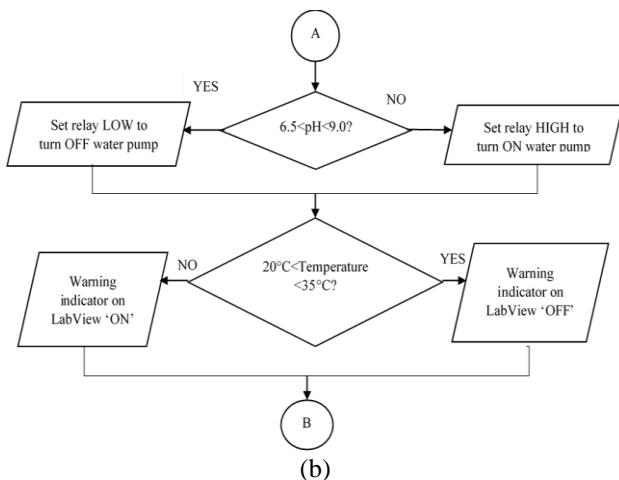 A
YES
NO
6.5<pH<9.0?
Set relay LOW to
turn OFF water pump
Set relay HIGH to
turn ON water pump
NO
YES
20°C<Temperature
<35°C?
Warning
indicator on
LabView ‘ON’
Warning
indicator on
LabView ‘OFF’
B
(b)